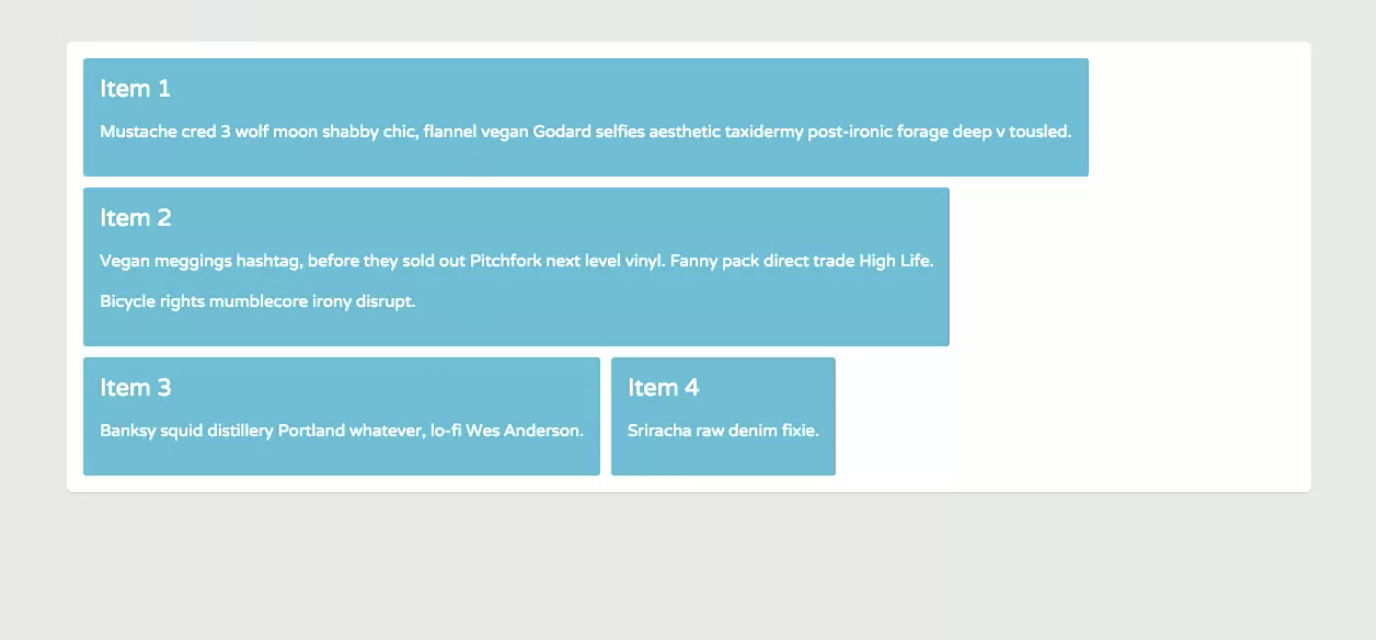 Item 1
Mustache cred 3 wolf moon shabby chic, flannel vegan Godard selfies aesthetic taxidermy post-ironic forage deep v tousled.
Item 2
Vegan meggings hashtag, before they sold out Pitchfork next level vinyl. Fanny pack direct trade High Life.
Bicycle rights mumblecore irony disrupt.
Item 3
Banksy squid distillery Portland whatever, lo-fi Wes Anderson.
Item 4
Sriracha raw denim fixie.